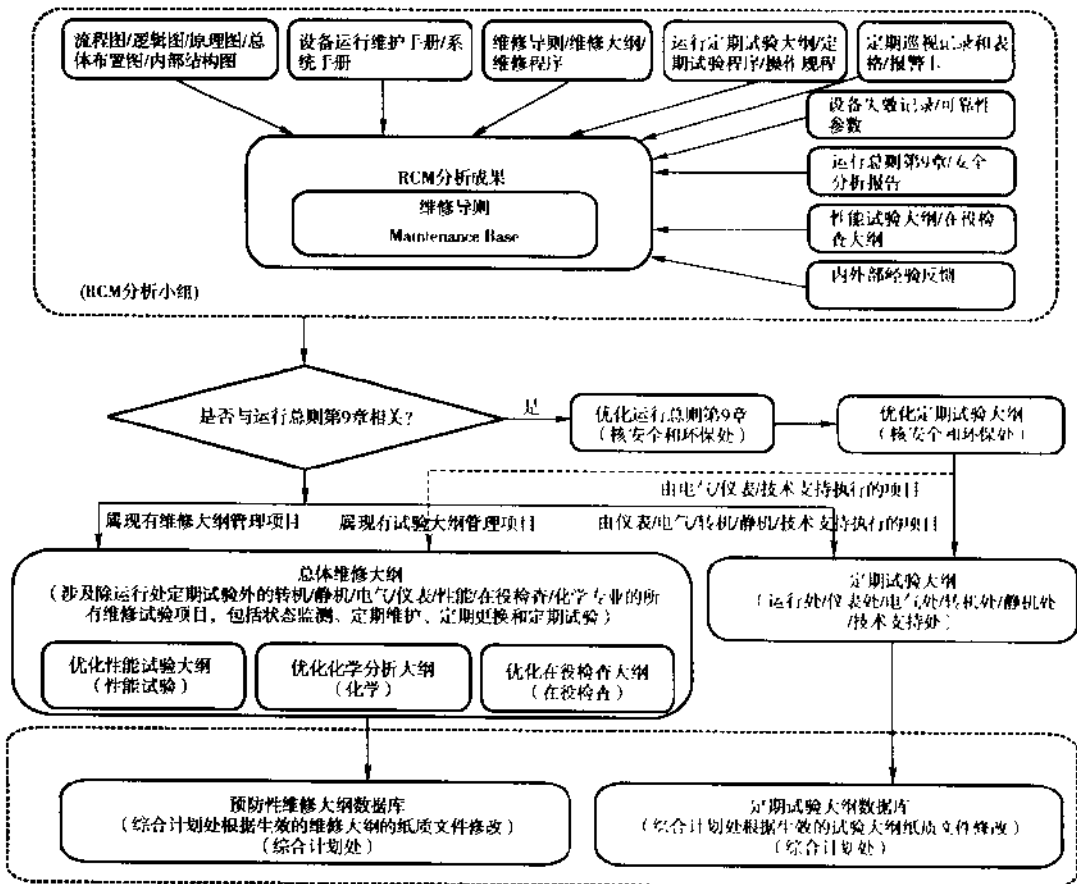 流程图/逻辑图/原理图/总
体布置图/内部结构图
设备运行维护手册/系
统手册
维修导则/维修大纲/
维修程序
运行定期试验大纲/定
期试验程序/操作规程
定期巡视记录和表
格/报警卡
设备失效记录/可靠性
参数
运行总则第9章/安全
分析报告
性能试验大纲/在役检
查大纲
内外部经验反馈
RCM分析成果
维修导则
Maintenance Base
(RCM分析小组)
是否与运行总则第9章相关?
是
优化运行总则第9章
(核安全和环保处)
优化定期试验大纲
(核安全和环保处)
由电气/仪表/技术支持执行的项目
属现有维修大纲管理项目
属现有试验大纲管理项目
由仪表/电气/转机/静机/技术支持执行的项目
总体维修大纲
(涉及除运行处定期试验外的转机/静机/电气/仪表/性能/在役检查/化学专业的所
有维修试验项目，包括状态监测、定期维护、定期更换和定期试验)
定期试验大纲
(运行处/仪表处/电气处/转机处/静机处
/技术支持处)
优化性能试验大纲
(性能试验)
优化化学分析大纲
(化学)
优化在役检查大纲
(在役检查)
预防性维修大纲数据库
(综合计划处根据生效的维修大纲的纸质文件修改)
(综合计划处)
定期试验大纲数据库
(综合计划处根据生效的试验大纲纸质文件修改)
(综合计划处)